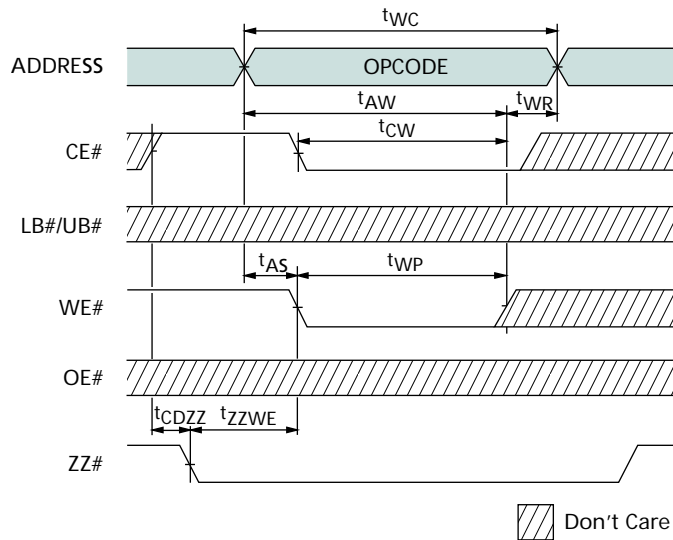 tWC
ADDRESS
OPCODE
tAW
tWR
tCW
CE#
LB#/UB#
tAS
tWP
WE#
OE#
tCDZZ
tZZWE
ZZ#
Don't Care